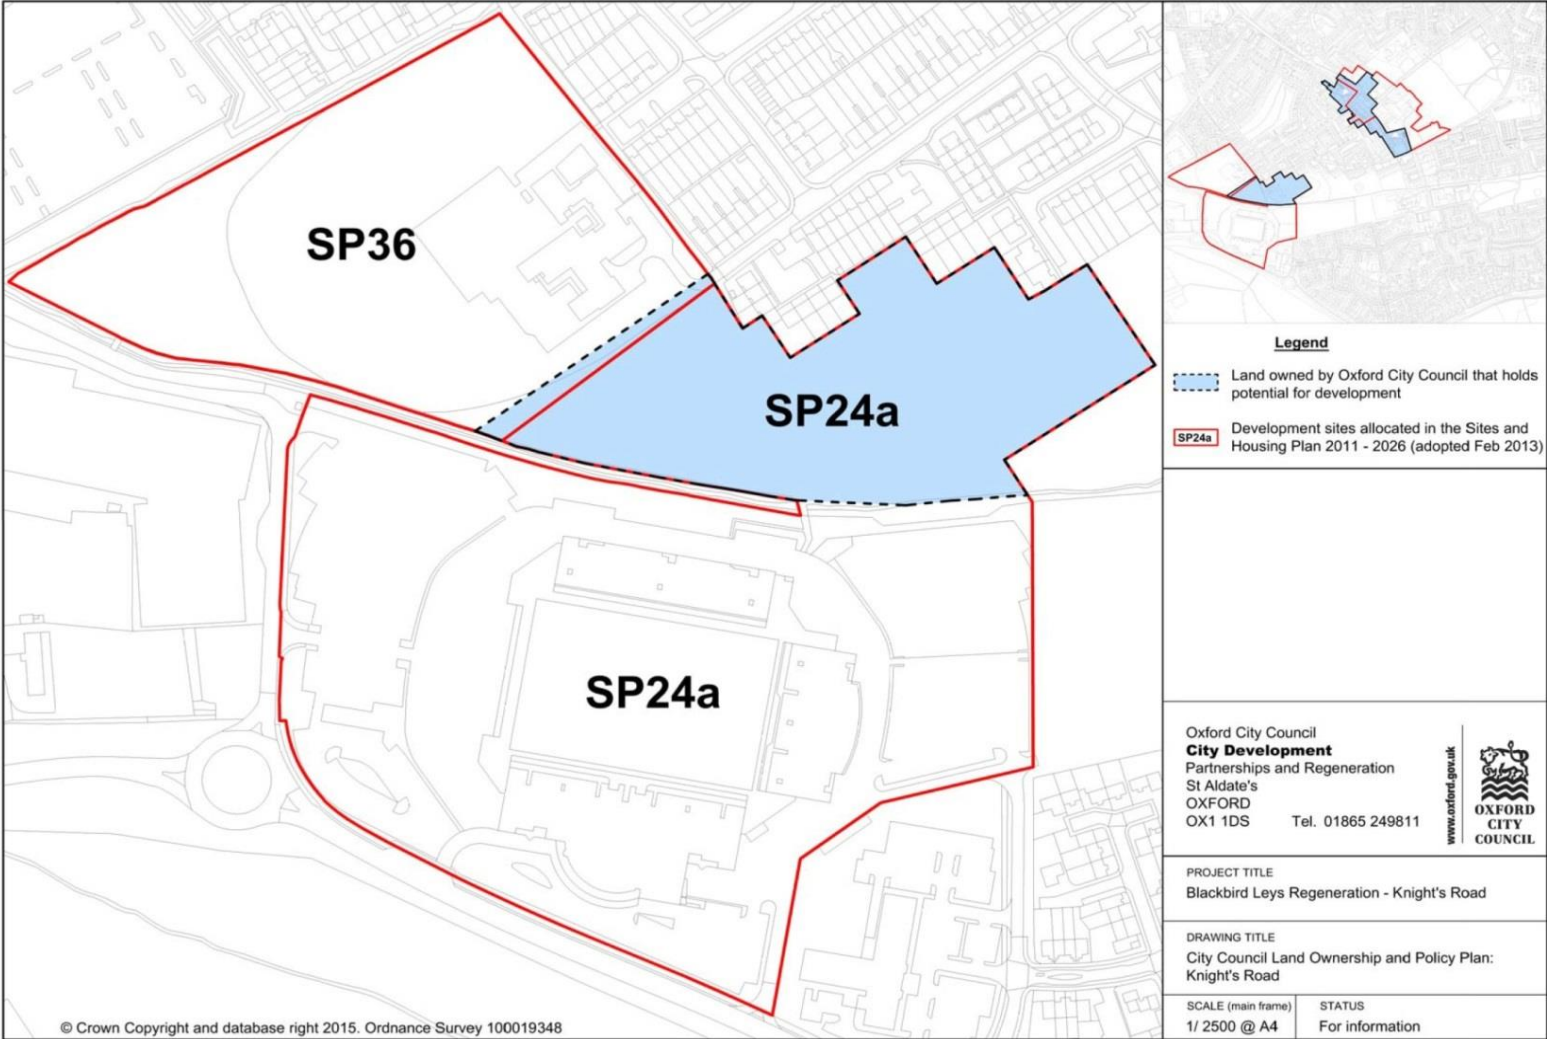 SP36
SP24a
SP24a
© Crown Copyright and database right 2015. Ordnance Survey 100019348
Legend
Land owned by Oxford City Council that holds
potential for development
SP24a
Development sites allocated in the Sites and
Housing Plan 2011 - 2026 (adopted Feb 2013)
Oxford City Council
City Development
Partnerships and Regeneration
St Aldate's
OXFORD
OX1 1DS Tel. 01865 249811
www.oxford.gov.uk
OXFORD
CITY
COUNCIL
PROJECT TITLE
Blackbird Leys Regeneration - Knight's Road
DRAWING TITLE
City Council Land Ownership and Policy Plan:
Knight's Road
SCALE (main frame)
1/ 2500 @ A4
STATUS
For information